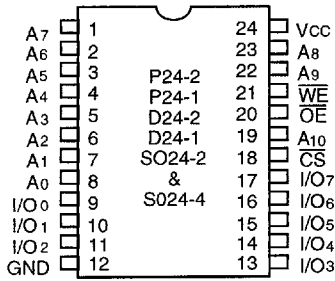 A7 1 24 VCC
A6 2 23 A8
A5 3 P24-2 22 A9
A4 4 P24-1 21 WE
A3 5 D24-2 20 OE
A2 6 D24-1 19 A10
A1 7 SO24-2 18 CS
A0 8 & 17 I/O7
I/O0 9 S024-4 16 I/O6
I/O1 10 15 I/O5
I/O2 11 14 I/O4
GND 12 13 I/O3